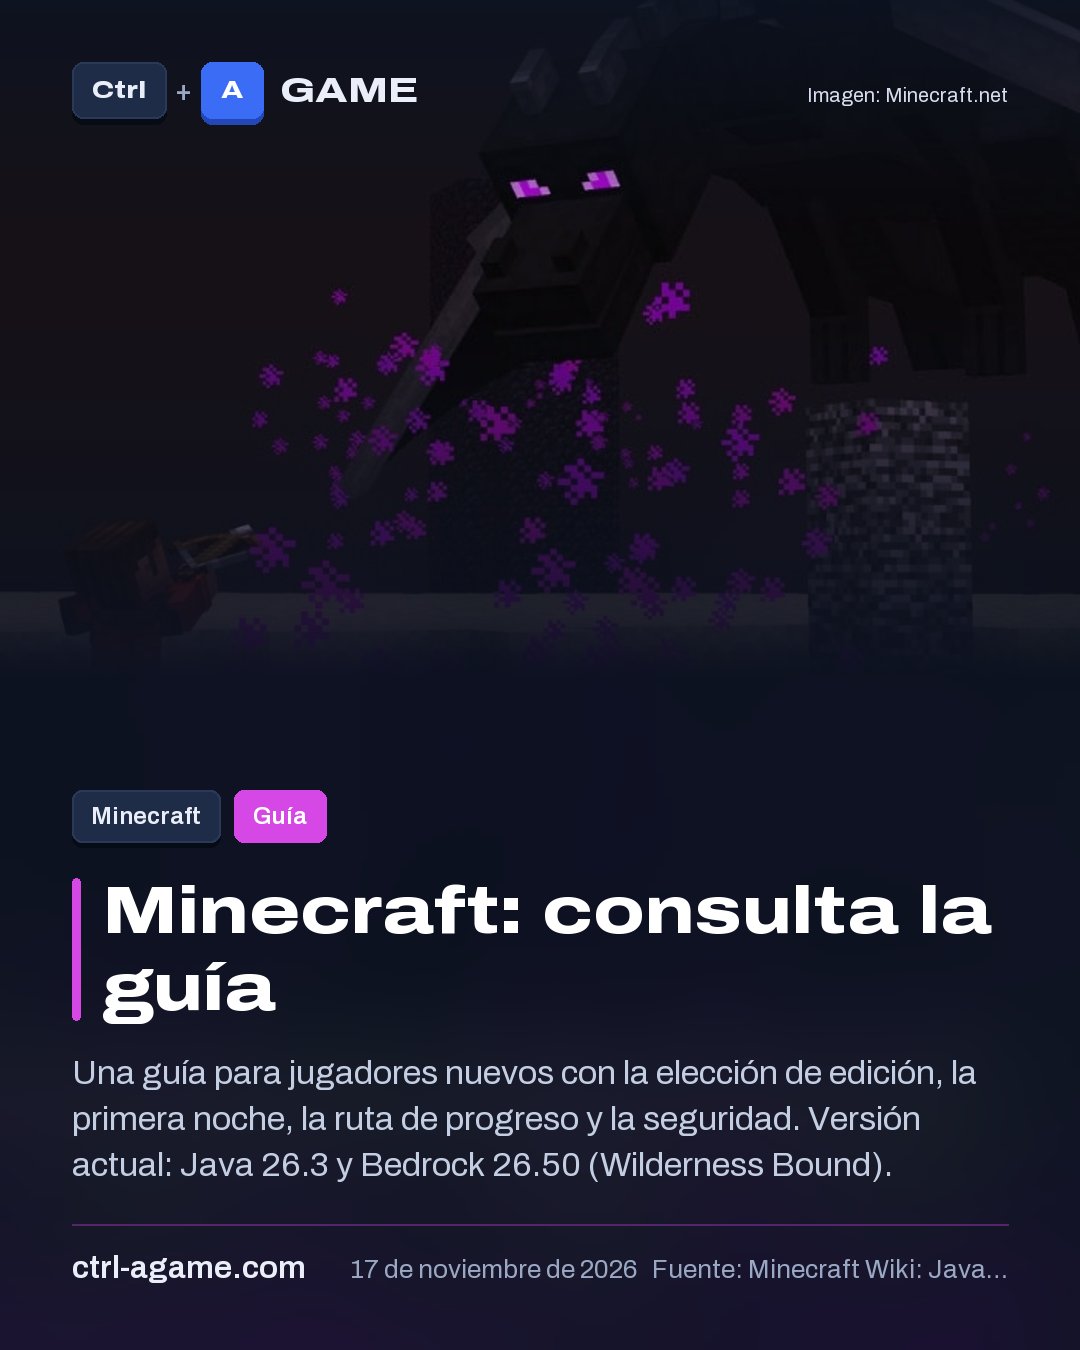 Ctrl + A GAME
Imagen: Minecraft.net
Minecraft Guía
Minecraft: consulta la
guía
Una guía para jugadores nuevos con la elección de edición, la
primera noche, la ruta de progreso y la seguridad. Versión
actual: Java 26.3 y Bedrock 26.50 (Wilderness Bound).
ctrl-agame.com 17 de noviembre de 2026 Fuente: Minecraft Wiki: Java…